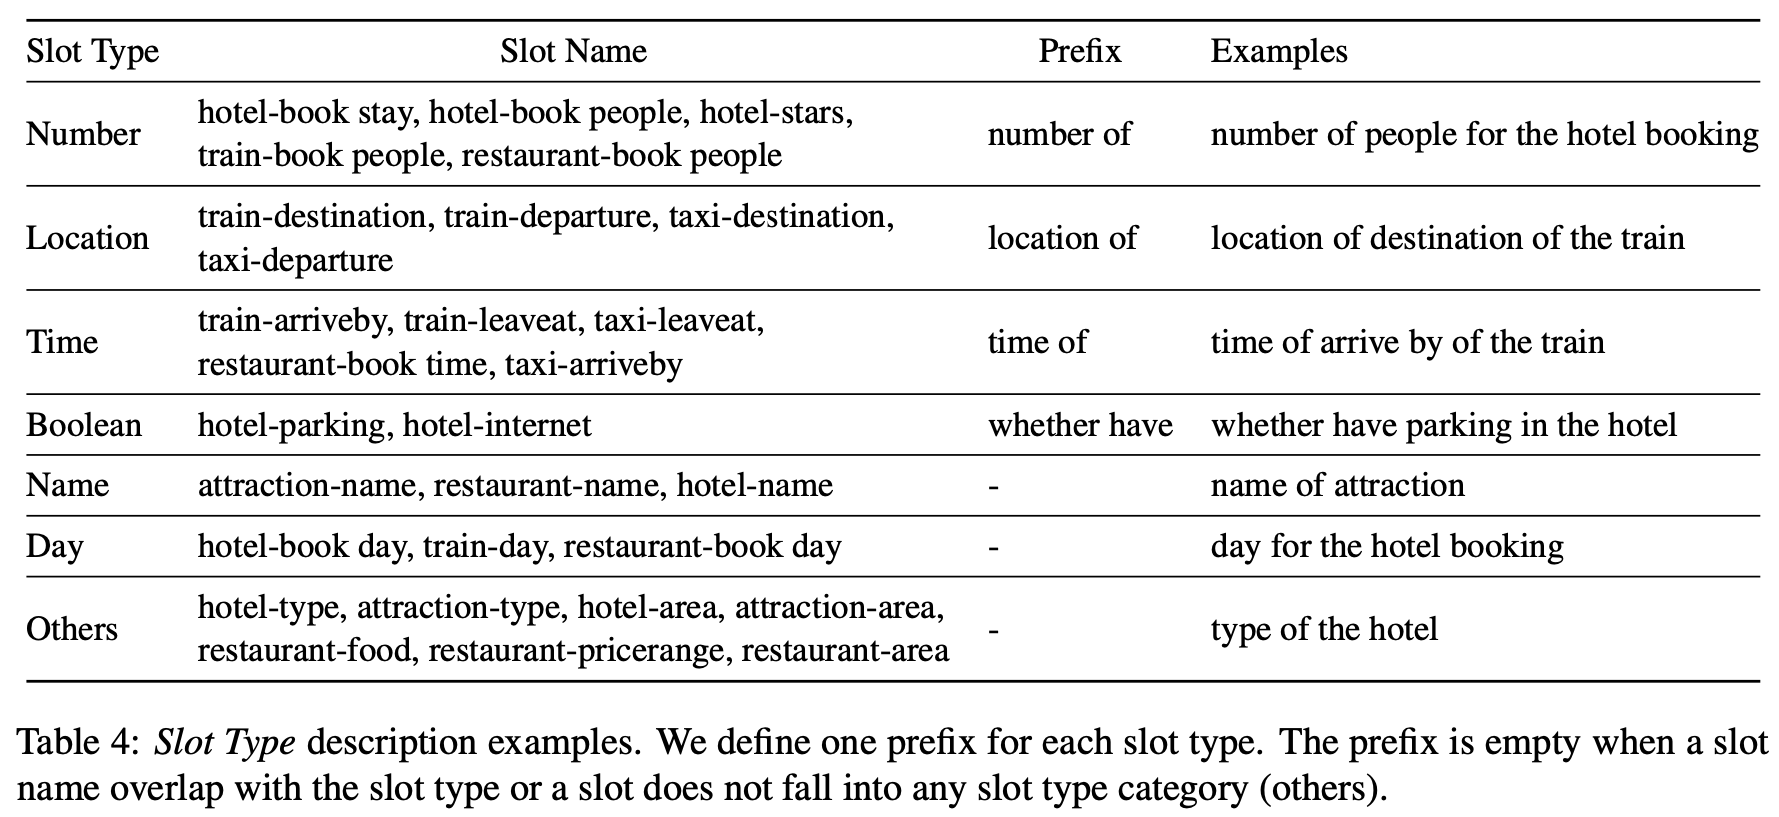 Slot Type Slot Name Prefix Examples
Number hotel-book stay, hotel-book people, hotel-stars, train-book people, restaurant-book people number of number of people for the hotel booking
Location train-destination, train-departure, taxi-destination, taxi-departure location of location of destination of the train
Time train-arriveby, train-leaveat, taxi-leaveat, restaurant-book time, taxi-arriveby time of time of arrive by of the train
Boolean hotel-parking, hotel-internet whether have whether have parking in the hotel
Name attraction-name, restaurant-name, hotel-name - name of attraction
Day hotel-book day, train-day, restaurant-book day - day for the hotel booking
Others hotel-type, attraction-type, hotel-area, attraction-area, restaurant-food, restaurant-pricerange, restaurant-area - type of the hotel
Table 4: Slot Type description examples. We define one prefix for each slot type. The prefix is empty when a slot
name overlap with the slot type or a slot does not fall into any slot type category (others).